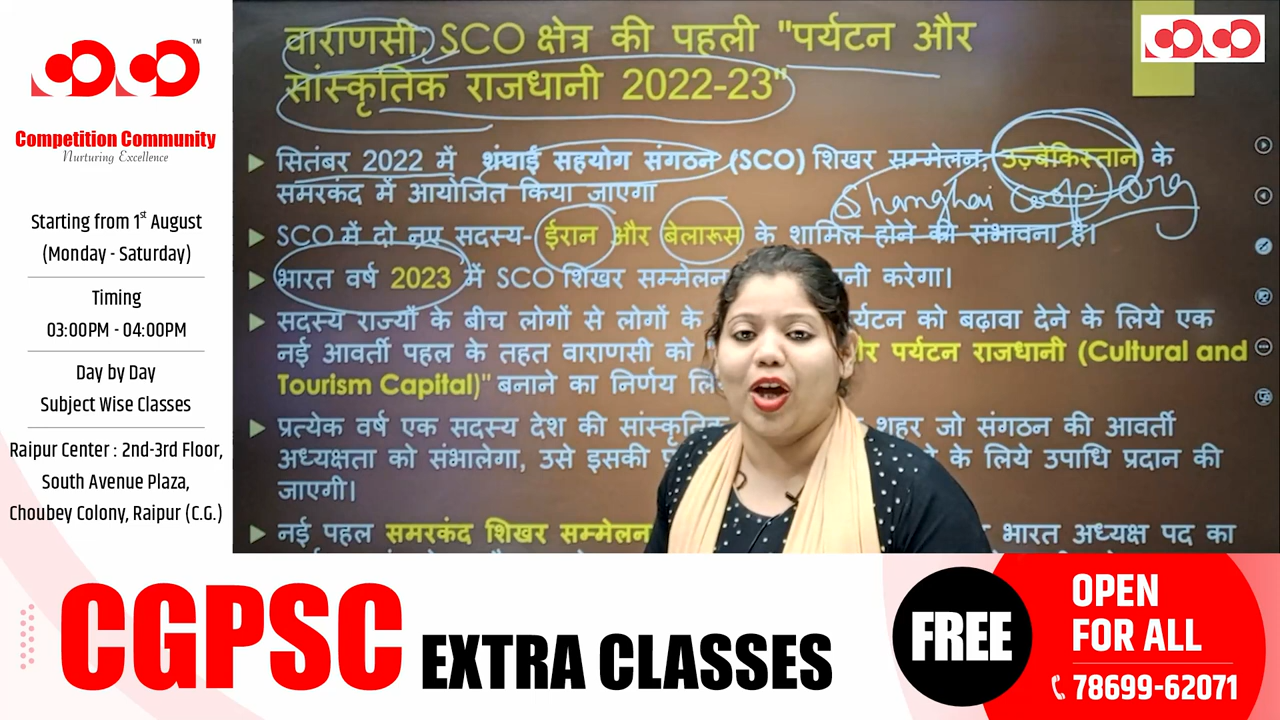 TM
Competition Community
Nurturing Excellence
Starting from 1st August
(Monday - Saturday)
Timing
03:00PM - 04:00PM
Day by Day
Subject Wise Classes
Raipur Center : 2nd-3rd Floor,
South Avenue Plaza,
Choubey Colony, Raipur (C.G.)
वाराणसी, SCO क्षेत्र की पहली "पर्यटन और
सांस्कृतिक राजधानी 2022-23"
सितंबर 2022 में शंघाई सहयोग संगठन (SCO) शिखर सम्मेलन, उज़्बेकिस्तान के
समरकंद में आयोजित किया जाएगा
Shanghai Coop. Org
SCO में दो नए सदस्य- ईरान और बेलारूस के शामिल होने की संभावना है।
भारत वर्ष 2023 में SCO शिखर सम्मेलन नी करेगा।
सदस्य राज्यों के बीच लोगों से लोगों के र्यटन को बढ़ावा देने के लिये एक
नई आवर्ती पहल के तहत वाराणसी को र पर्यटन राजधानी (Cultural and
Tourism Capital)" बनाने का निर्णय लि
प्रत्येक वर्ष एक सदस्य देश की सांस्कृति शहर जो संगठन की आवर्ती
अध्यक्षता को संभालेगा, उसे इसकी के लिये उपाधि प्रदान की
जाएगी।
नई पहल समरकंद शिखर सम्मेलन भारत अध्यक्ष पद का
CGPSC EXTRA CLASSES
FREE
OPEN
FOR ALL
78699-62071